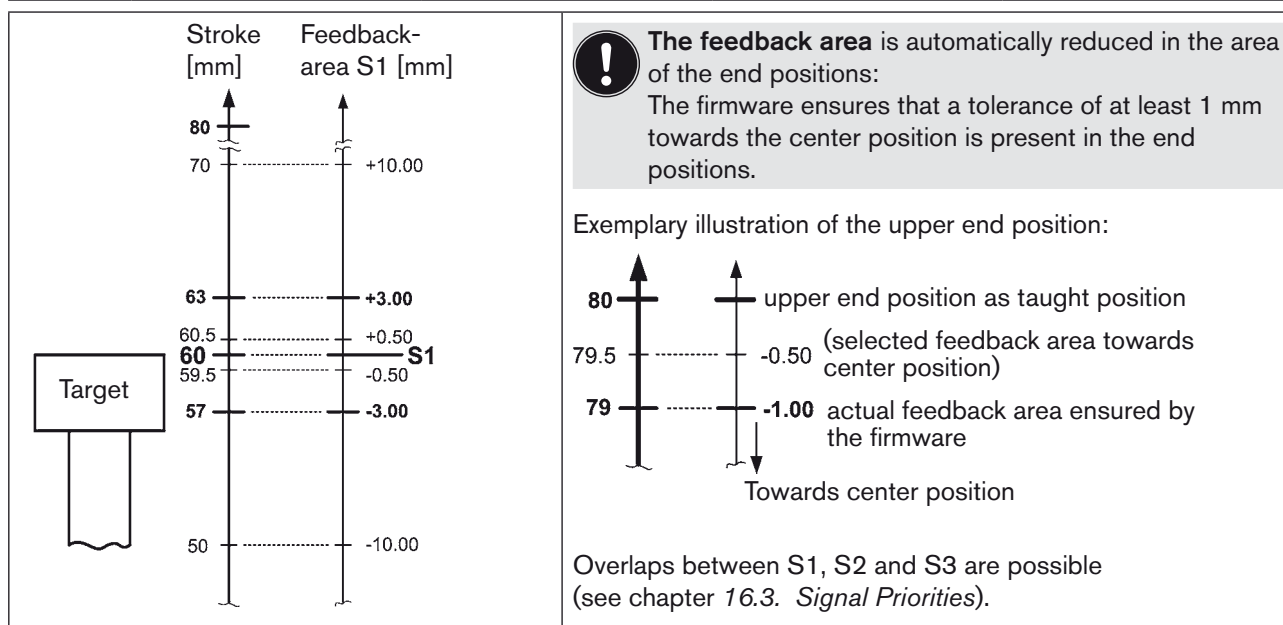 Stroke Feedback-
[mm] area S1 [mm]
80
70 +10.00
63 +3.00
60.5 +0.50
60 S1
59.5 -0.50
Target
57 -3.00
50 -10.00
! The feedback area is automatically reduced in the area
of the end positions:
The firmware ensures that a tolerance of at least 1 mm
towards the center position is present in the end
positions.
Exemplary illustration of the upper end position:
80 upper end position as taught position
79.5 -0.50 (selected feedback area towards
center position)
79 -1.00 actual feedback area ensured by
the firmware
Towards center position
Overlaps between S1, S2 and S3 are possible
(see chapter 16.3. Signal Priorities).